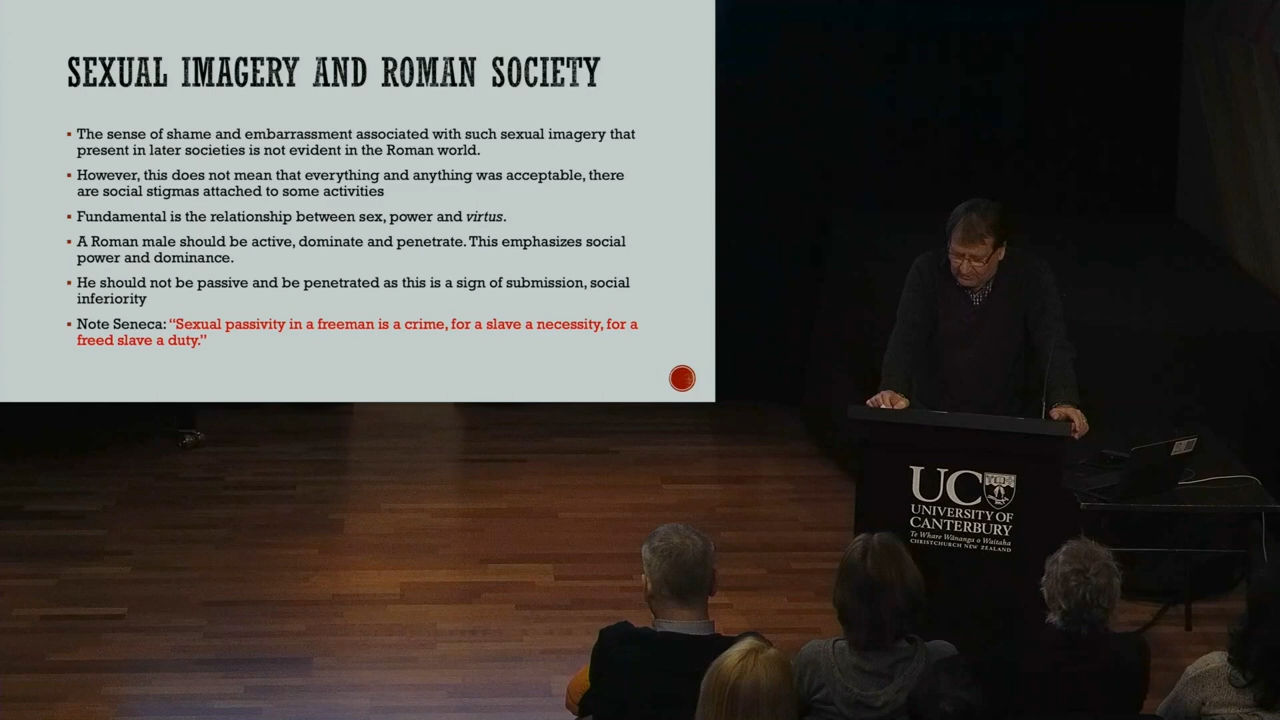 SEXUAL IMAGERY AND ROMAN SOCIETY
▪ The sense of shame and embarrassment associated with such sexual imagery that
present in later societies is not evident in the Roman world.
▪ However, this does not mean that everything and anything was acceptable, there
are social stigmas attached to some activities
▪ Fundamental is the relationship between sex, power and virtus.
▪ A Roman male should be active, dominate and penetrate. This emphasizes social
power and dominance.
▪ He should not be passive and be penetrated as this is a sign of submission, social
inferiority
▪ Note Seneca: “Sexual passivity in a freeman is a crime, for a slave a necessity, for a
freed slave a duty.”
UC
UNIVERSITY OF
CANTERBURY
Te Whare Wānanga o Waitaha
CHRISTCHURCH NEW ZEALAND